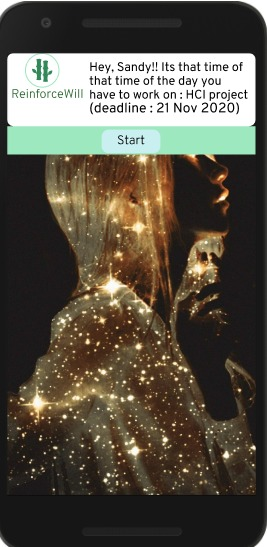 Hey, Sandy!! Its that time of
that time of the day you
have to work on : HCI project
(deadline : 21 Nov 2020)
ReinforceWill
Start